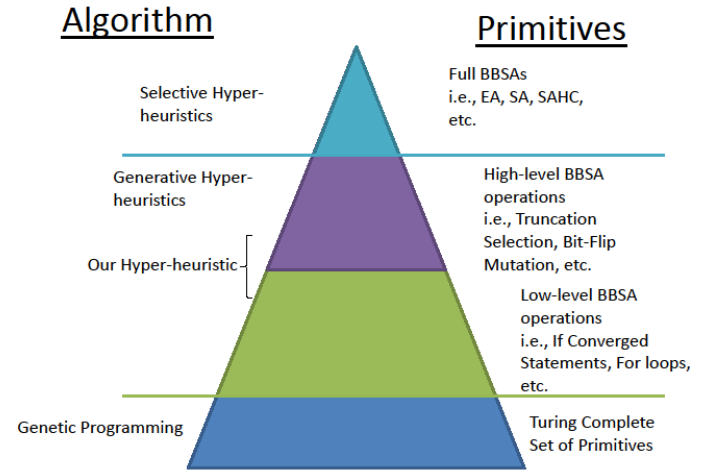 Algorithm
Primitives
Selective Hyper-
heuristics
Full BBSAs
i.e., EA, SA, SAHC,
etc.
Generative Hyper-
heuristics
High-level BBSA
operations
i.e., Truncation
Selection, Bit-Flip
Mutation, etc.
Our Hyper-heuristic
Low-level BBSA
operations
i.e., If Converged
Statements, For loops,
etc.
Genetic Programming
Turing Complete
Set of Primitives